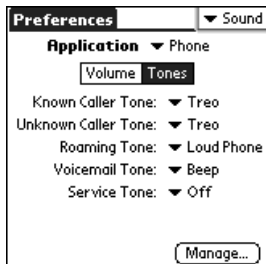 Preferences Sound
Application Phone
Volume Tones
Known Caller Tone: Treo
Unknown Caller Tone: Treo
Roaming Tone: Loud Phone
Voicemail Tone: Beep
Service Tone: Off
Manage...